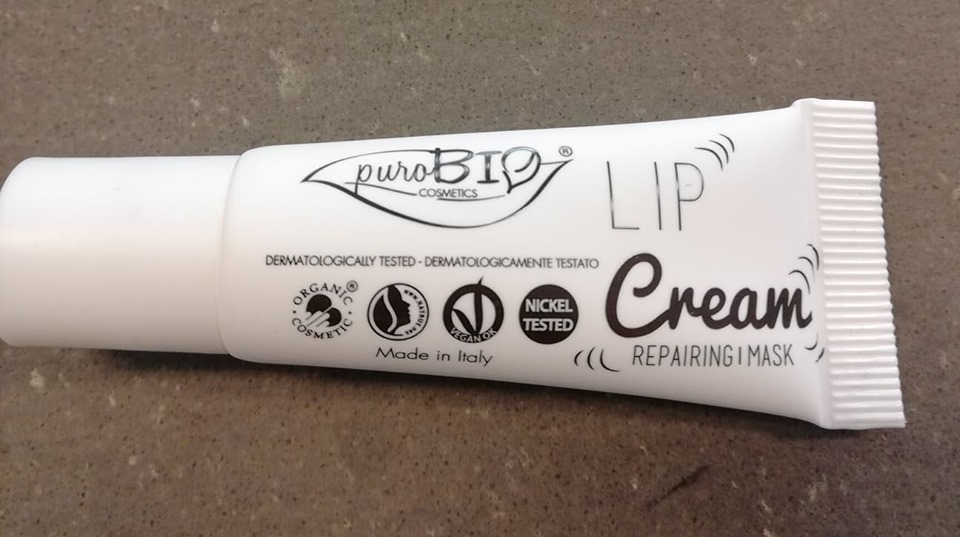 puroBIO®
COSMETICS
LIP
Cream
REPAIRING | MASK
DERMATOLOGICALLY TESTED - DERMATOLOGICAMENTE TESTATO
ORGANIC ®
COSMETIC
VEGAN OK
NICKEL
TESTED
Made in Italy